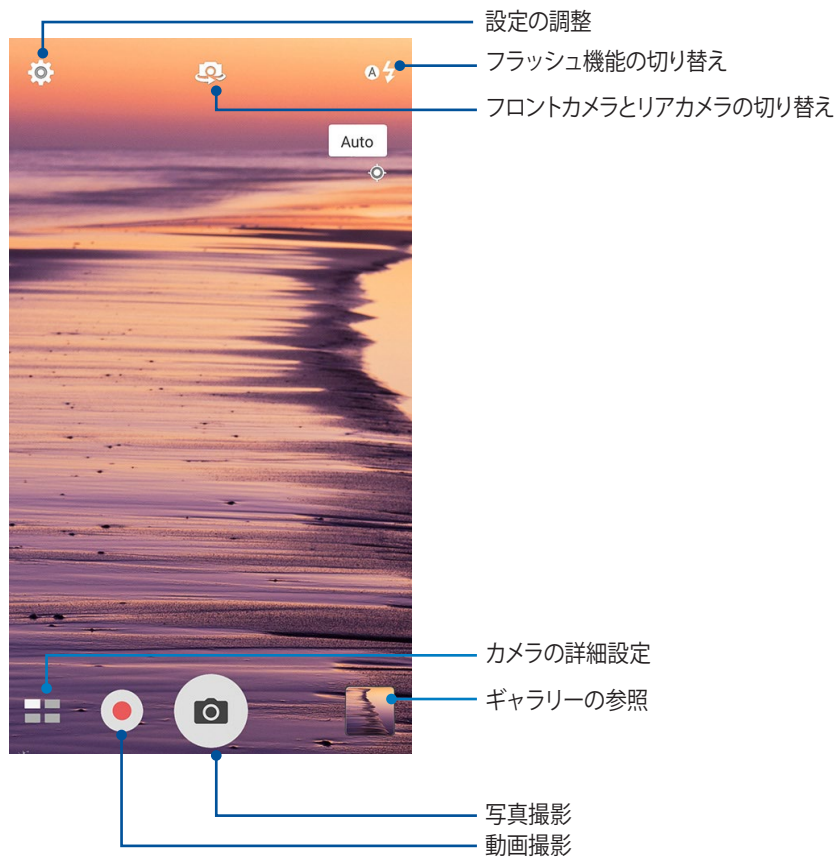 設定の調整
フラッシュ機能の切り替え
A
フロントカメラとリアカメラの切り替え
Auto
カメラの詳細設定
ギャラリーの参照
写真撮影
動画撮影